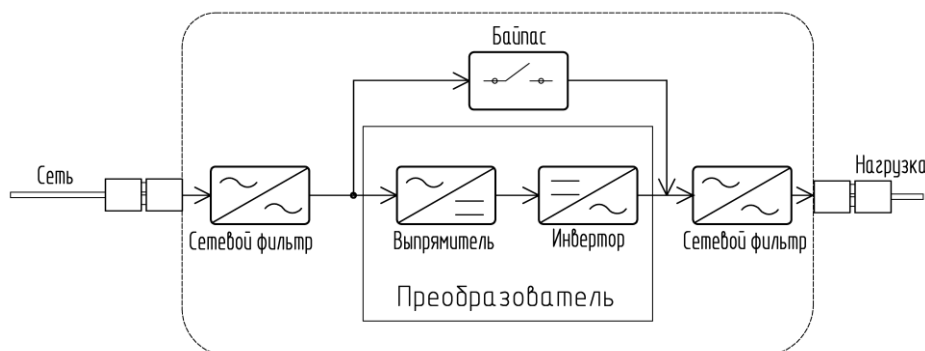 Байпас
Сеть
Нагрузка
Сетевой фильтр
Выпрямитель
Инвертор
Сетевой фильтр
Преобразователь